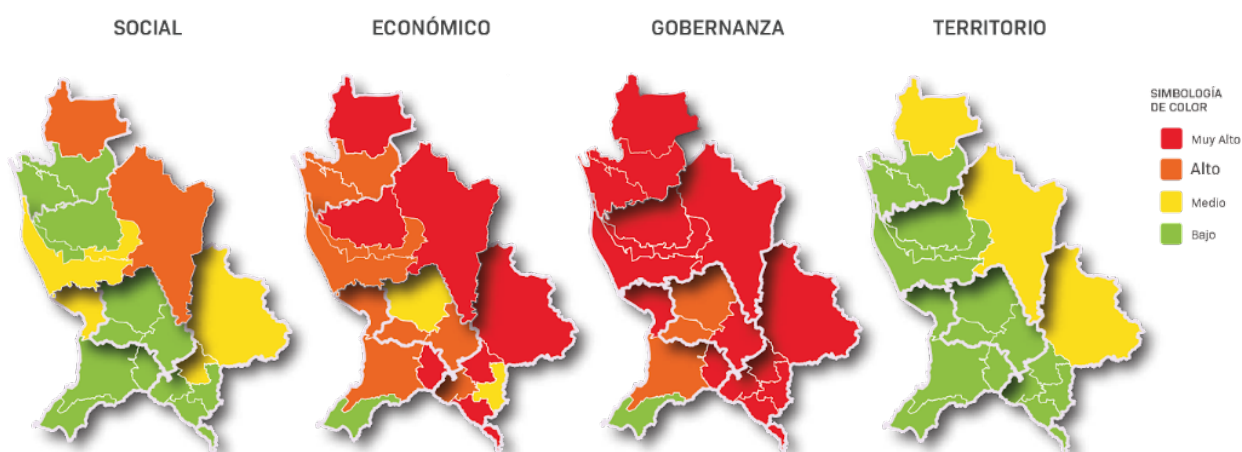 SOCIAL
ECONÓMICO
GOBERNANZA
TERRITORIO
SIMBOLOGÍA
DE COLOR
Muy Alto
Alto
Medio
Bajo